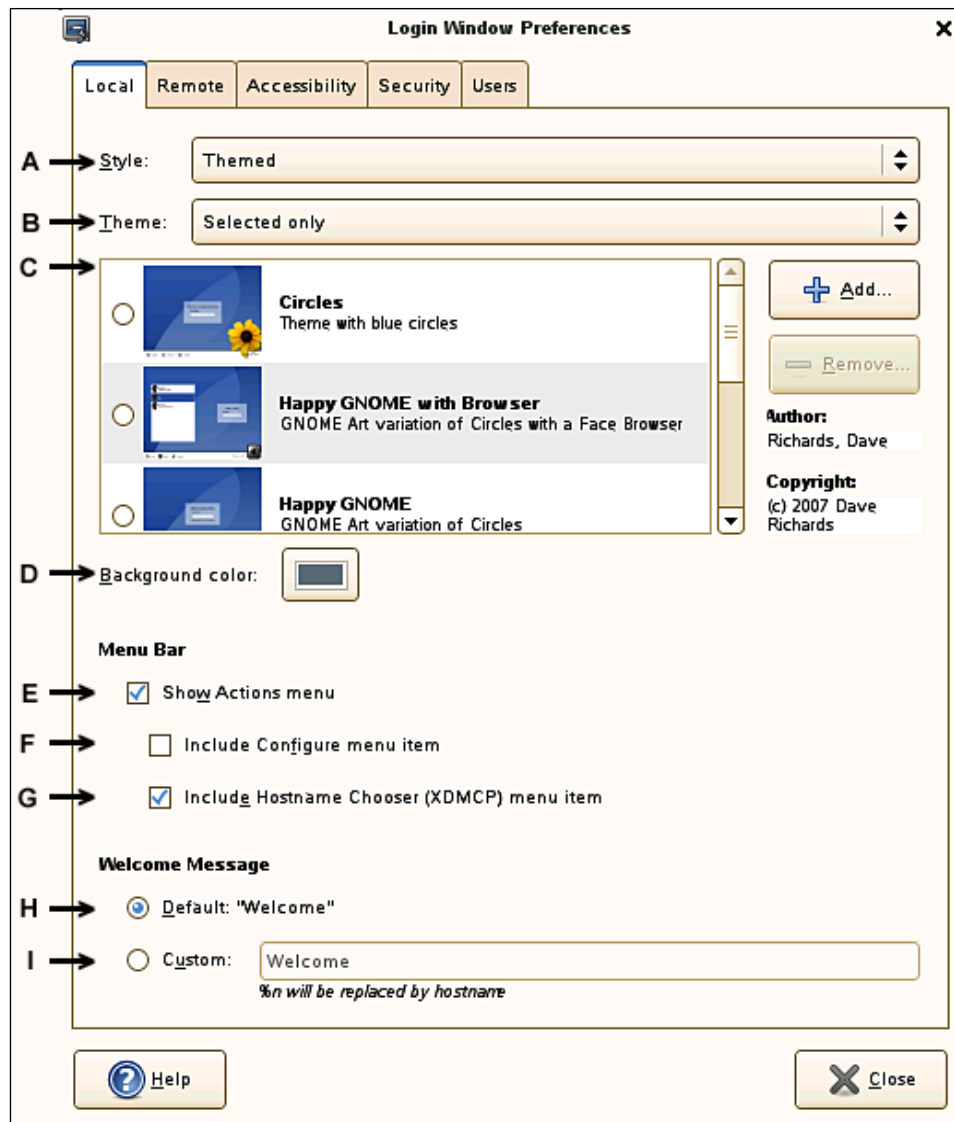 Login Window Preferences
Local Remote Accessibility Security Users
A Style: Themed
B Theme: Selected only
C
Circles
Theme with blue circles
Add...
Happy GNOME with Browser
GNOME Art variation of Circles with a Face Browser
Remove...
Author:
Richards, Dave
Happy GNOME
GNOME Art variation of Circles
Copyright:
(c) 2007 Dave
Richards
D Background color:
Menu Bar
E Show Actions menu
F Include Configure menu item
G Include Hostname Chooser (XDMCP) menu item
Welcome Message
H Default: "Welcome"
I Custom: Welcome
%n will be replaced by hostname
Help Close